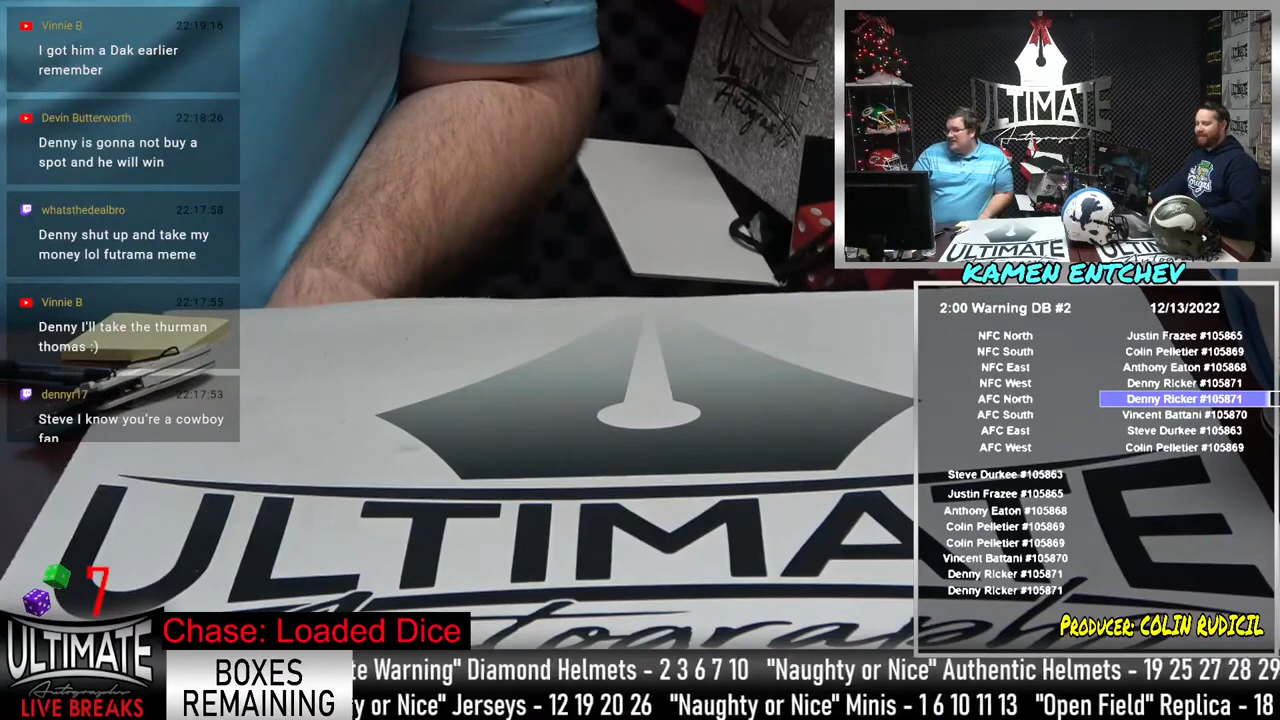 Vinnie B 22:19:16
I got him a Dak earlier
remember
Devin Butterworth 22:18:26
Denny is gonna not buy a
spot and he will win
whatsthedealbro 22:17:58
Denny shut up and take my
money lol futrama meme
Vinnie B 22:17:55
Denny I'll take the thurman
thomas :)
dennyr17 22:17:53
Steve I know you're a cowboy
fan
ULTIMATE
Autographs
ULTIMATE
ULTIMATE
KAMEN ENTCHEV
2:00 Warning DB #2 12/13/2022
NFC North Justin Frazee #105865
NFC South Colin Pelletier #105869
NFC East Anthony Eaton #105868
NFC West Denny Ricker #105871
AFC North Denny Ricker #105871
AFC South Vincent Battani #105870
AFC East Steve Durkee #105863
AFC West Colin Pelletier #105869
Steve Durkee #105863
Justin Frazee #105865
Anthony Eaton #105868
Colin Pelletier #105869
Colin Pelletier #105869
Vincent Battani #105870
Denny Ricker #105871
Denny Ricker #105871
Producer: COLIN RUDICIL
ULTIMATE
Autographs
7
ULTIMATE
Autographs
LIVE BREAKS
Chase: Loaded Dice
BOXES
REMAINING
te Warning" Diamond Helmets - 2 3 6 7 10 "Naughty or Nice" Authentic Helmets - 19 25 27 28 29
ty or Nice" Jerseys - 12 19 20 26 "Naughty or Nice" Minis - 1 6 10 11 13 "Open Field" Replica - 18